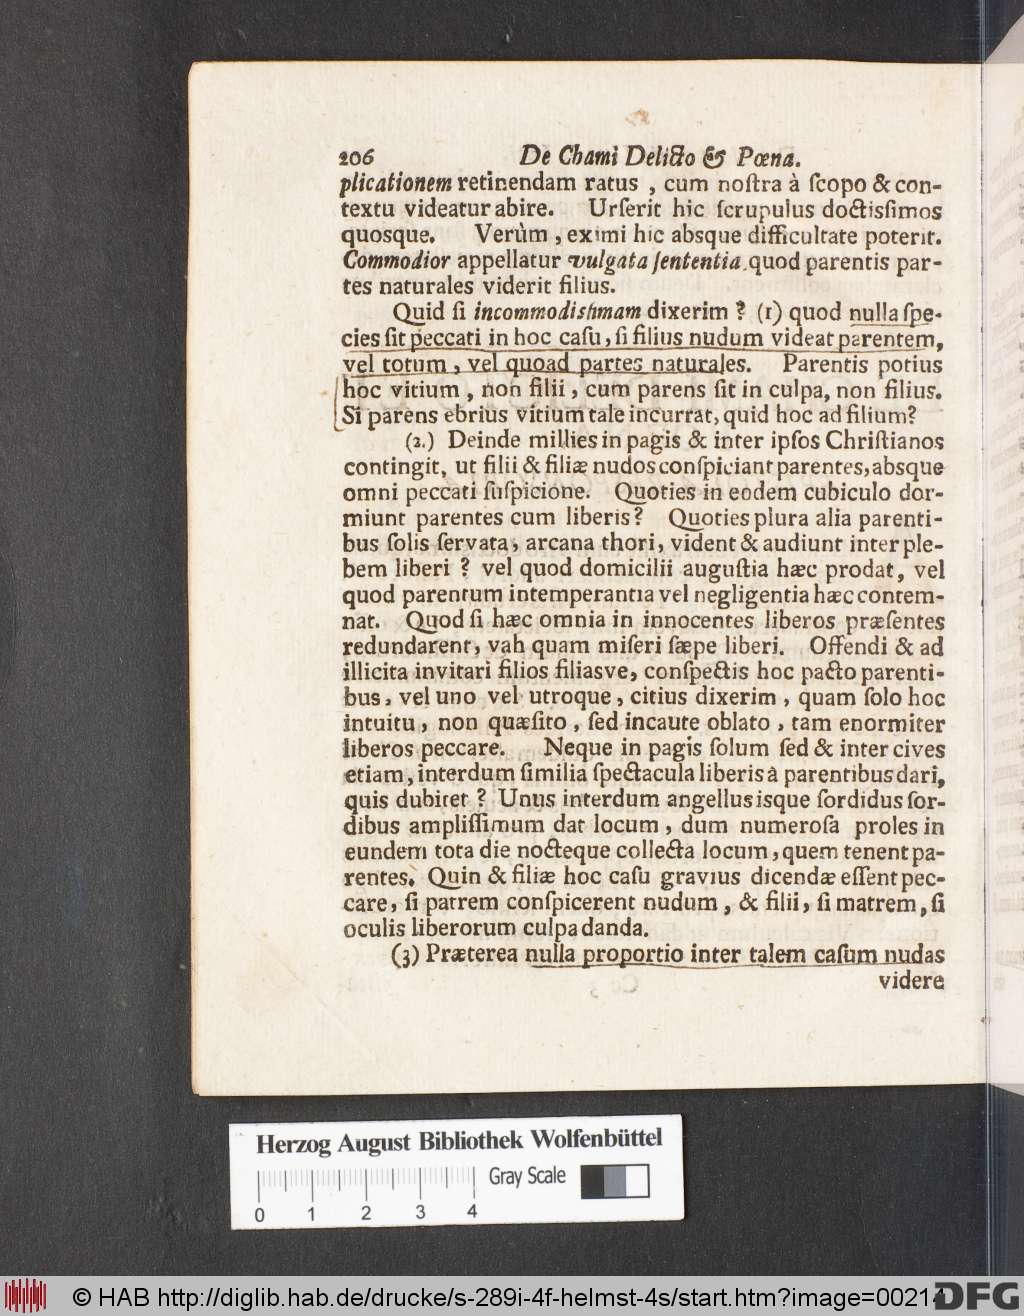 206 De Chami Delicto & Pœna.
plicationem retinendam ratus , cum noſtra à ſcopo & con-
textu videatur abire. Urſerit hic ſcrupulus doctisſimos
quosque. Verùm , eximi hic absque difficultate poterit.
Commodior appellatur vulgata ſententia, quod parentis par-
tes naturales viderit filius.
Quid ſi incommodisſimam dixerim ? (1) quod nulla ſpe-
cies ſit peccati in hoc caſu, ſi filius nudum videat parentem,
vel totum , vel quoad partes naturales. Parentis potius
hoc vitium , non filii , cum parens ſit in culpa, non filius.
Si parens ebrius vitium tale incurrat, quid hoc ad filium?
(2.) Deinde millies in pagis & inter ipſos Chriſtianos
contingit, ut filii & filiæ nudos conſpiciant parentes, absque
omni peccati ſuſpicione. Quoties in eodem cubiculo dor-
miunt parentes cum liberis? Quoties plura alia parenti-
bus ſolis ſervata, arcana thori, vident & audiunt inter ple-
bem liberi ? vel quod domicilii auguſtia hæc prodat, vel
quod parentum intemperantia vel negligentia hæc contem-
nat. Quod ſi hæc omnia in innocentes liberos præſentes
redundarent, vah quam miſeri ſæpe liberi. Offendi & ad
illicita invitari filios filiasve, conſpectis hoc pacto parenti-
bus, vel uno vel utroque, citius dixerim , quam ſolo hoc
intuitu, non quæſito , ſed incaute oblato , tam enormiter
liberos peccare. Neque in pagis ſolum ſed & inter cives
etiam, interdum ſimilia ſpectacula liberis à parentibus dari,
quis dubitet ? Unus interdum angellus isque ſordidus ſor-
dibus ampliſſimum dat locum , dum numeroſa proles in
eundem tota die nocteque collecta locum, quem tenent pa-
rentes. Quin & filiæ hoc caſu gravius dicendæ eſſent pec-
care, ſi patrem conſpicerent nudum, & filii, ſi matrem, ſi
oculis liberorum culpa danda.
(3) Præterea nulla proportio inter talem caſum nudas
videre
Herzog August Bibliothek Wolfenbüttel
Gray Scale
0 1 2 3 4
© HAB http://diglib.hab.de/drucke/s-289i-4f-helmst-4s/start.htm?image=00214
DFG